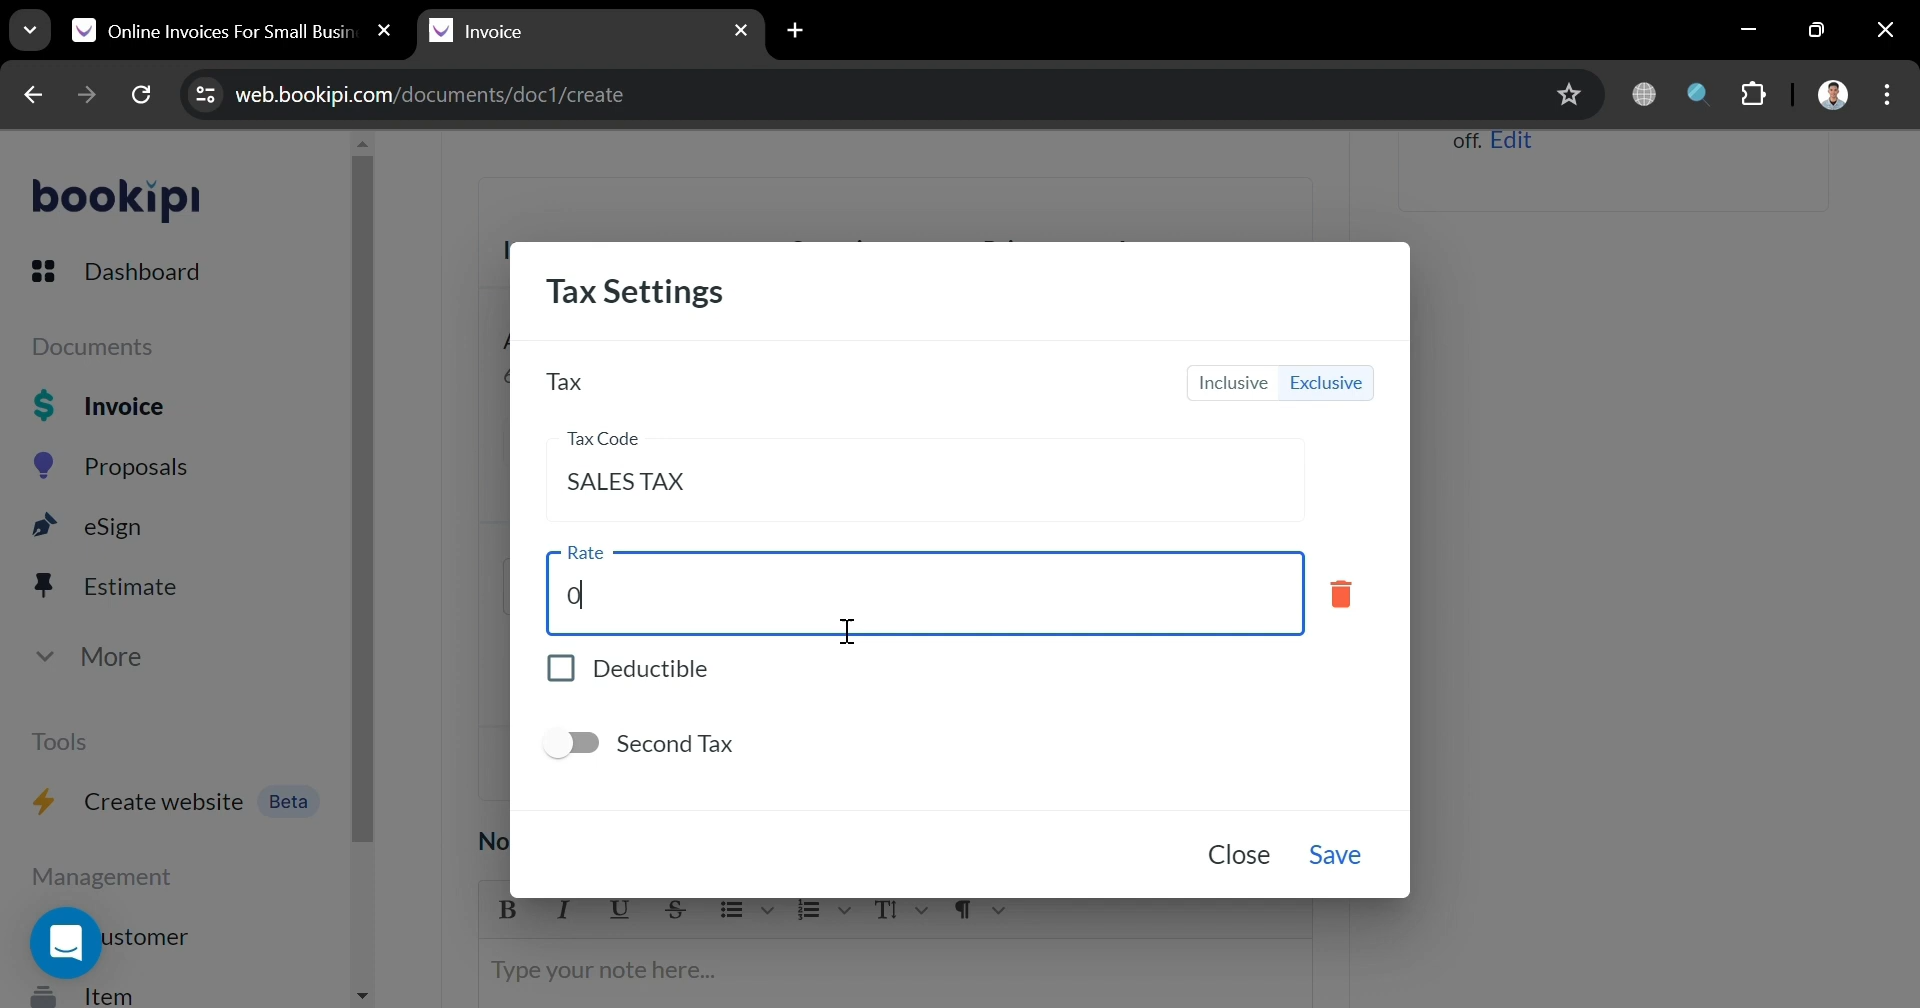 Online Invoices For Small Busin
Invoice
web.bookipi.com/documents/doc1/create
off. Edit
bookipi
Dashboard
Documents
Invoice
Proposals
eSign
Estimate
More
Tools
Create website Beta
Management
ustomer
Item
Tax Settings
Tax
Inclusive Exclusive
Tax Code
SALES TAX
Rate
0
Deductible
Second Tax
Close Save
No
B I U S
Type your note here...